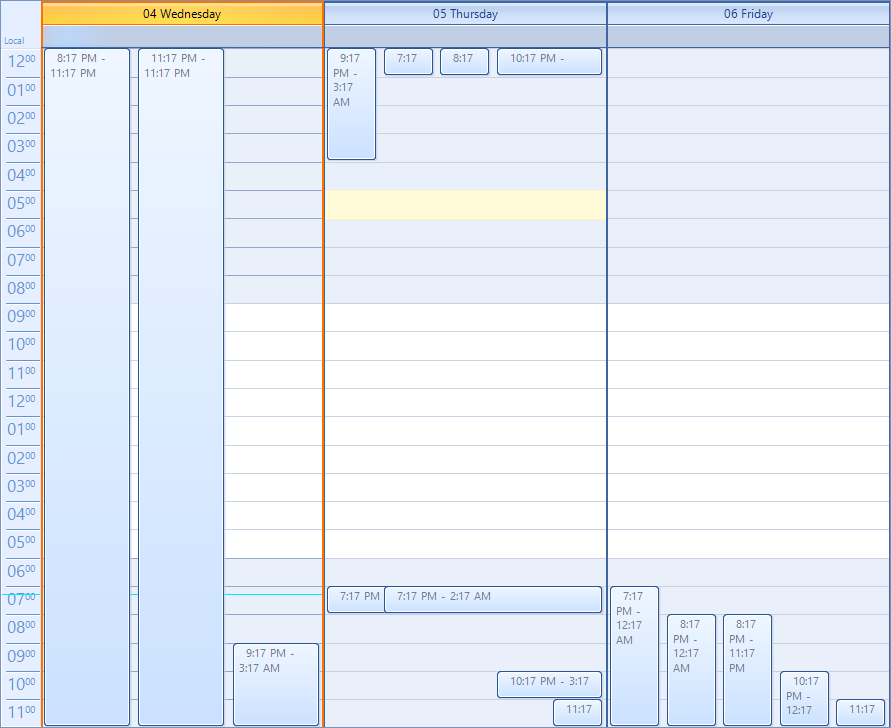 04 Wednesday
05 Thursday
06 Friday
Local
12 00
01 00
02 00
03 00
04 00
05 00
06 00
07 00
08 00
09 00
10 00
11 00
12 00
01 00
02 00
03 00
04 00
05 00
06 00
07 00
08 00
09 00
10 00
11 00
8:17 PM -
11:17 PM
11:17 PM -
11:17 PM
9:17 PM -
3:17 AM
9:17
PM -
3:17
AM
7:17
8:17
10:17 PM -
7:17 PM
7:17 PM - 2:17 AM
10:17 PM - 3:17
11:17
7:17
PM -
12:17
AM
8:17
PM -
12:17
AM
8:17
PM -
11:17
PM
10:17
PM -
12:17
11:17